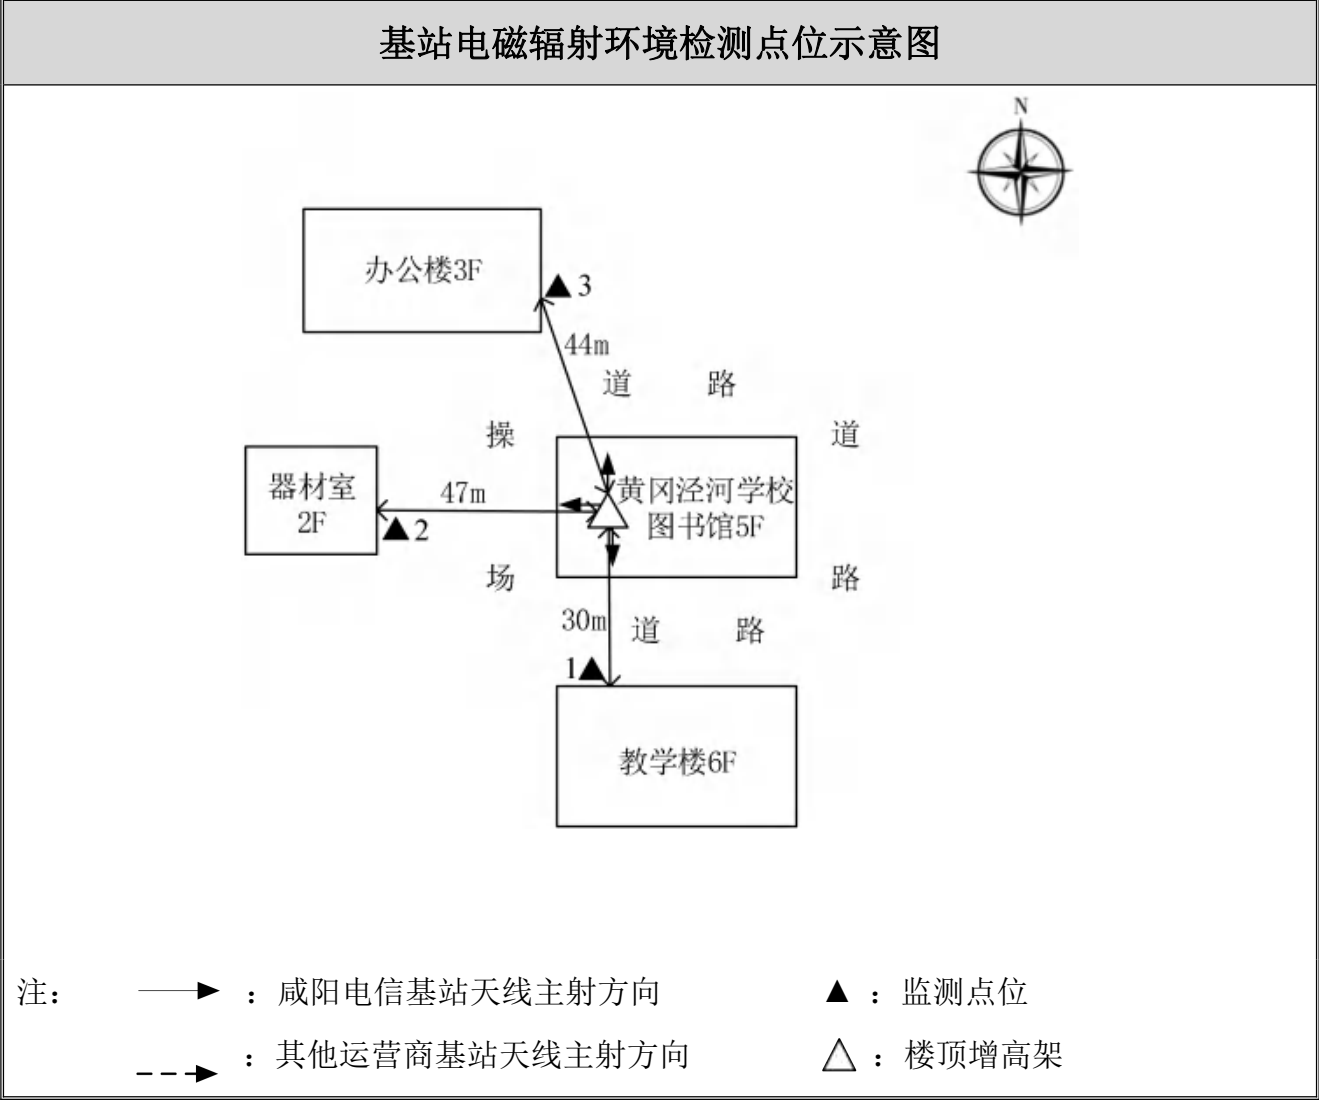 基站电磁辐射环境检测点位示意图
N
办公楼3F
▲3
44m
道 路
操
道
器材室
2F
47m
▲2
黄冈泾河学校
图书馆5F
场
路
30m
道 路
1▲
教学楼6F
注：
：咸阳电信基站天线主射方向
▲：监测点位
：其他运营商基站天线主射方向
△：楼顶增高架